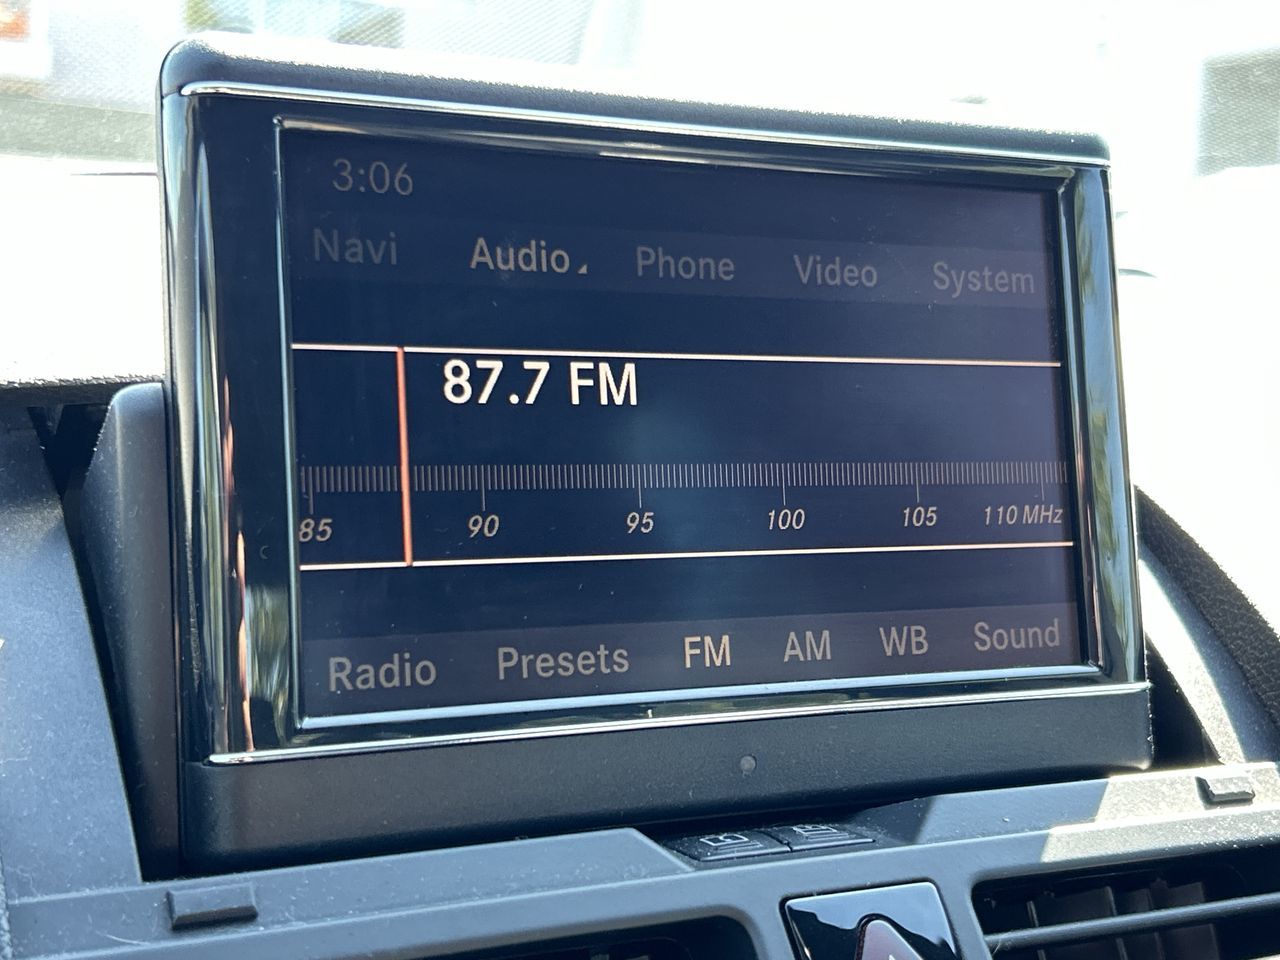 3:06
Navi Audio Phone Video System
87.7 FM
85 90 95 100 105 110 MHz
Radio Presets FM AM WB Sound